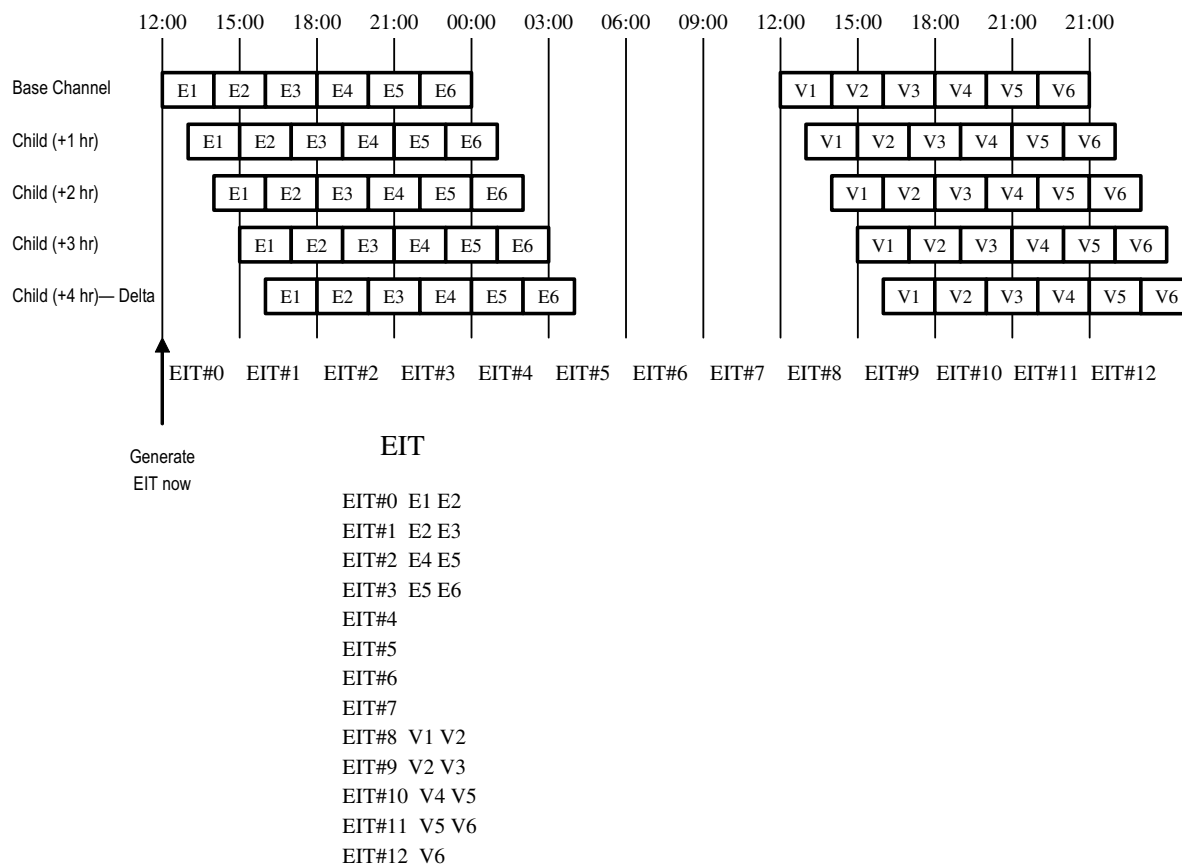 12:00 15:00 18:00 21:00 00:00 03:00 06:00 09:00 12:00 15:00 18:00 21:00 21:00
Base Channel E1 E2 E3 E4 E5 E6 V1 V2 V3 V4 V5 V6
Child (+1 hr) E1 E2 E3 E4 E5 E6 V1 V2 V3 V4 V5 V6
Child (+2 hr) E1 E2 E3 E4 E5 E6 V1 V2 V3 V4 V5 V6
Child (+3 hr) E1 E2 E3 E4 E5 E6 V1 V2 V3 V4 V5 V6
Child (+4 hr)— Delta E1 E2 E3 E4 E5 E6 V1 V2 V3 V4 V5 V6
EIT#0 EIT#1 EIT#2 EIT#3 EIT#4 EIT#5 EIT#6 EIT#7 EIT#8 EIT#9 EIT#10 EIT#11 EIT#12
Generate
EIT now
EIT
EIT#0 E1 E2
EIT#1 E2 E3
EIT#2 E4 E5
EIT#3 E5 E6
EIT#4
EIT#5
EIT#6
EIT#7
EIT#8 V1 V2
EIT#9 V2 V3
EIT#10 V4 V5
EIT#11 V5 V6
EIT#12 V6